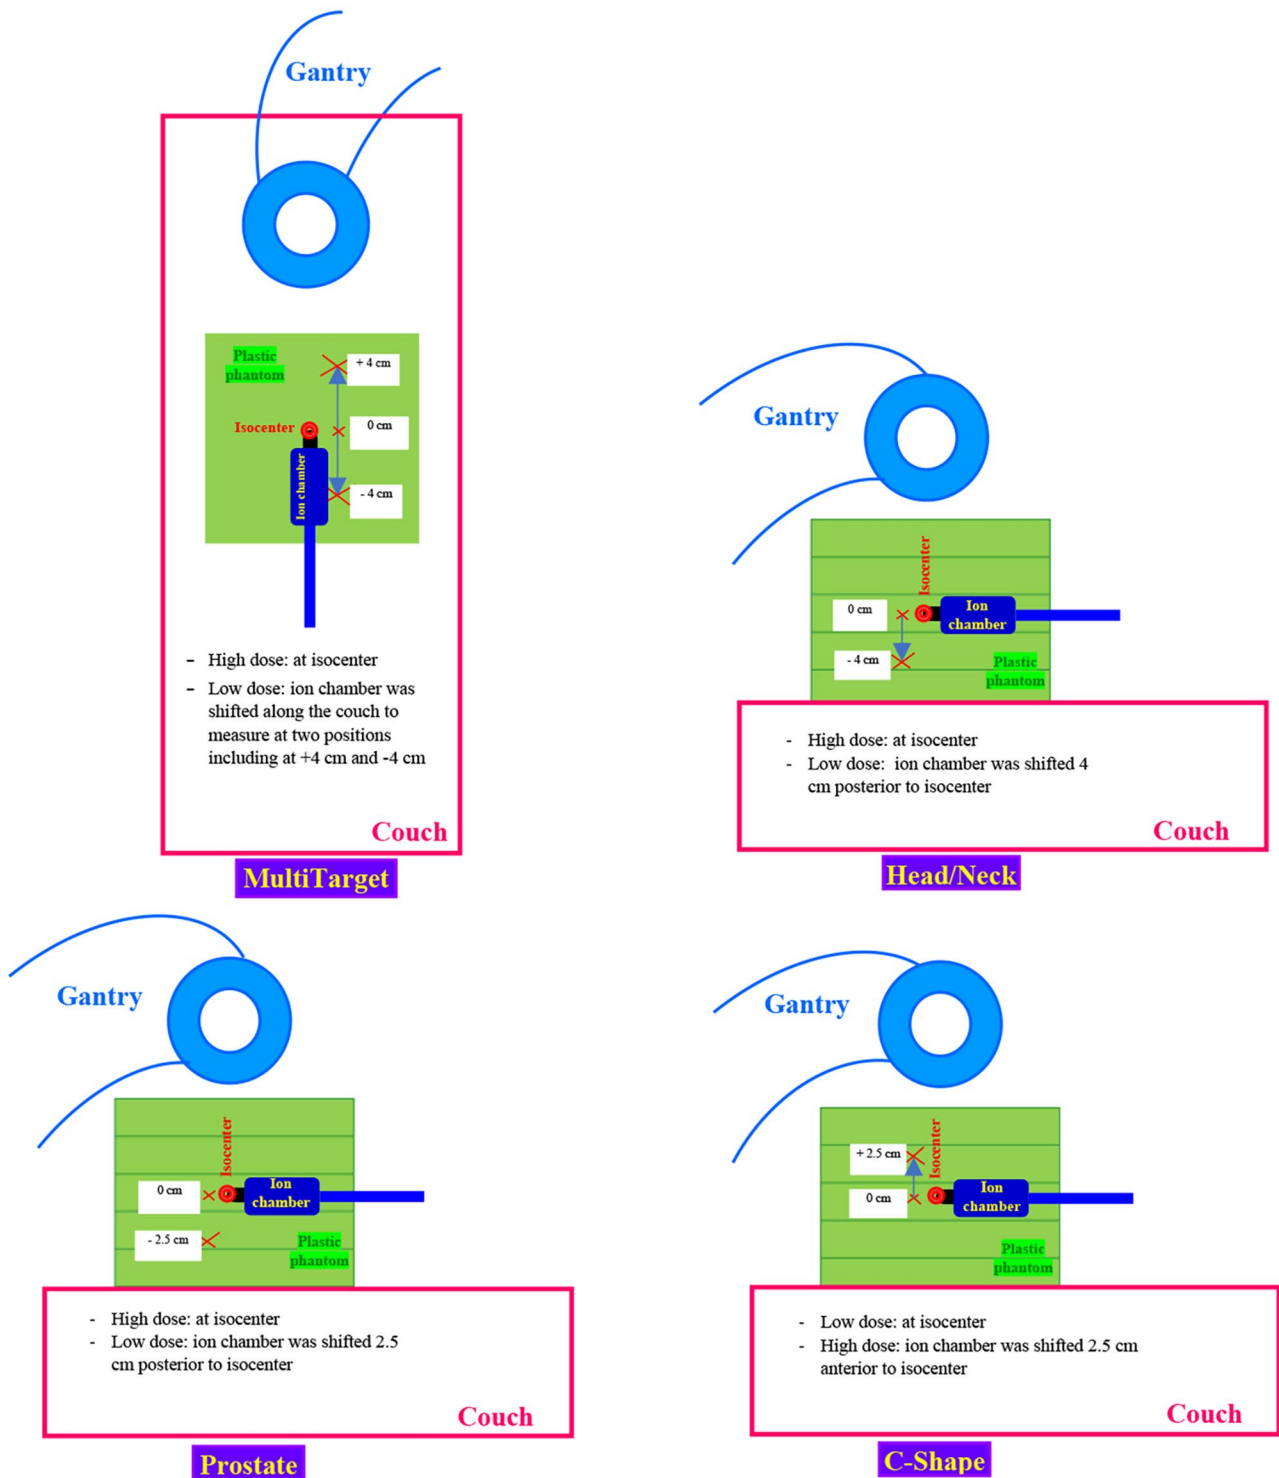 Gantry
Plastic
phantom
+ 4 cm
Isocenter
0 cm
Ion chamber
- 4 cm
- High dose: at isocenter
- Low dose: ion chamber was
shifted along the couch to
measure at two positions
including at +4 cm and -4 cm
Couch
MultiTarget
Gantry
Isocenter
0 cm
Ion
chamber
- 4 cm
Plastic
phantom
- High dose: at isocenter
- Low dose: ion chamber was shifted 4
cm posterior to isocenter
Couch
Head/Neck
Gantry
Isocenter
0 cm
Ion
chamber
- 2.5 cm
Plastic
phantom
- High dose: at isocenter
- Low dose: ion chamber was shifted 2.5
cm posterior to isocenter
Couch
Prostate
Gantry
+ 2.5 cm
Isocenter
0 cm
Ion
chamber
Plastic
phantom
- Low dose: at isocenter
- High dose: ion chamber was shifted 2.5 cm
anterior to isocenter
Couch
C-Shape